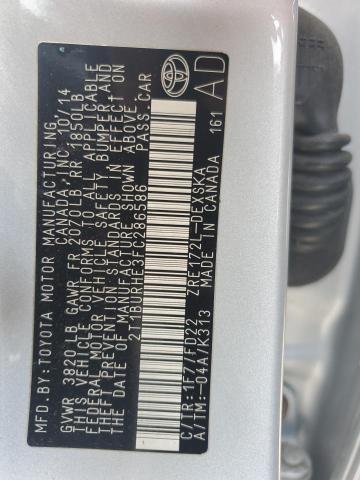 MFD.BY:TOYOTA MOTOR MANUFACTURING
CANADA,INC. 10/14
GVWR 3820LB GAWR FR 2070LB RR 1850LB
THIS VEHICLE CONFORMS TO ALL APPLICABLE
FEDERAL MOTOR VEHICLE SAFETY, BUMPER,AND
THEFT PREVENTION STANDARDS IN EFFECT ON
THE DATE OF MANUFACTURE SHOWN ABOVE.
2T1BURHE3FC286586 PASS.CAR
C/TR:1F7/FD22 ZRE172L-DEXSKA
A/TM:-04A/K313 MADE IN CANADA 161
AD